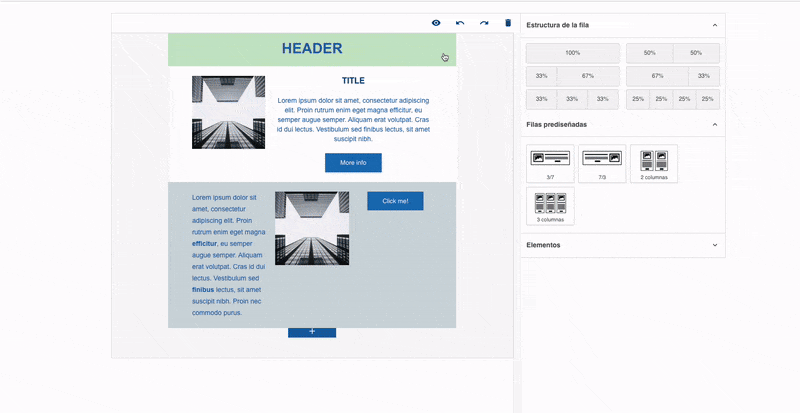 HEADER
TITLE
Lorem ipsum dolor sit amet, consectetur adipiscing
elit. Proin rutrum enim eget magna efficitur, eu
semper augue semper. Aliquam erat volutpat. Cras
id dui lectus. Vestibulum sed finibus lectus, sit amet
suscipit nibh.
More info
Lorem ipsum dolor sit
amet, consectetur
adipiscing elit. Proin
rutrum enim eget magna
efficitur, eu semper
augue semper. Aliquam
erat volutpat. Cras id dui
lectus. Vestibulum sed
finibus lectus, sit amet
suscipit nibh. Proin nec
commodo purus.
Click me!
+
Estructura de la fila
100%
50% 50%
33% 67%
67% 33%
33% 33% 33%
25% 25% 25% 25%
Filas prediseñadas
3/7
7/3
2 columnas
3 columnas
Elementos